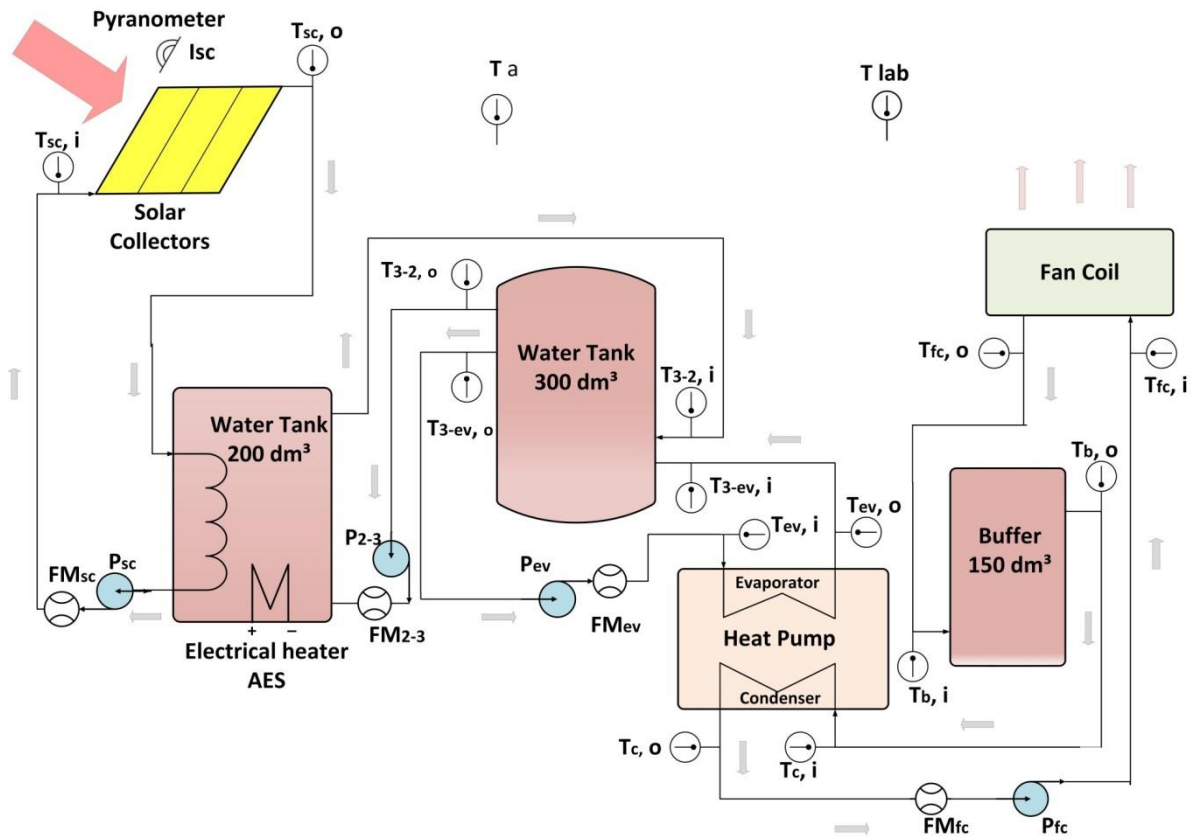 Pyranometer
Isc
Tsc, o
T a
T lab
Tsc, i
Solar
Collectors
T3-2, o
Fan Coil
Water Tank
300 dm³
Tfc, o
T3-2, i
Tfc, i
Water Tank
200 dm³
T3-ev, o
Tb, o
T3-ev, i
Tev, o
Tev, i
Buffer
150 dm³
P2-3
Pev
FMsc
Psc
Evaporator
FMev
FM2-3
+ −
Heat Pump
Electrical heater
AES
Condenser
Tb, i
Tc, o
Tc, i
FMfc
Pfc